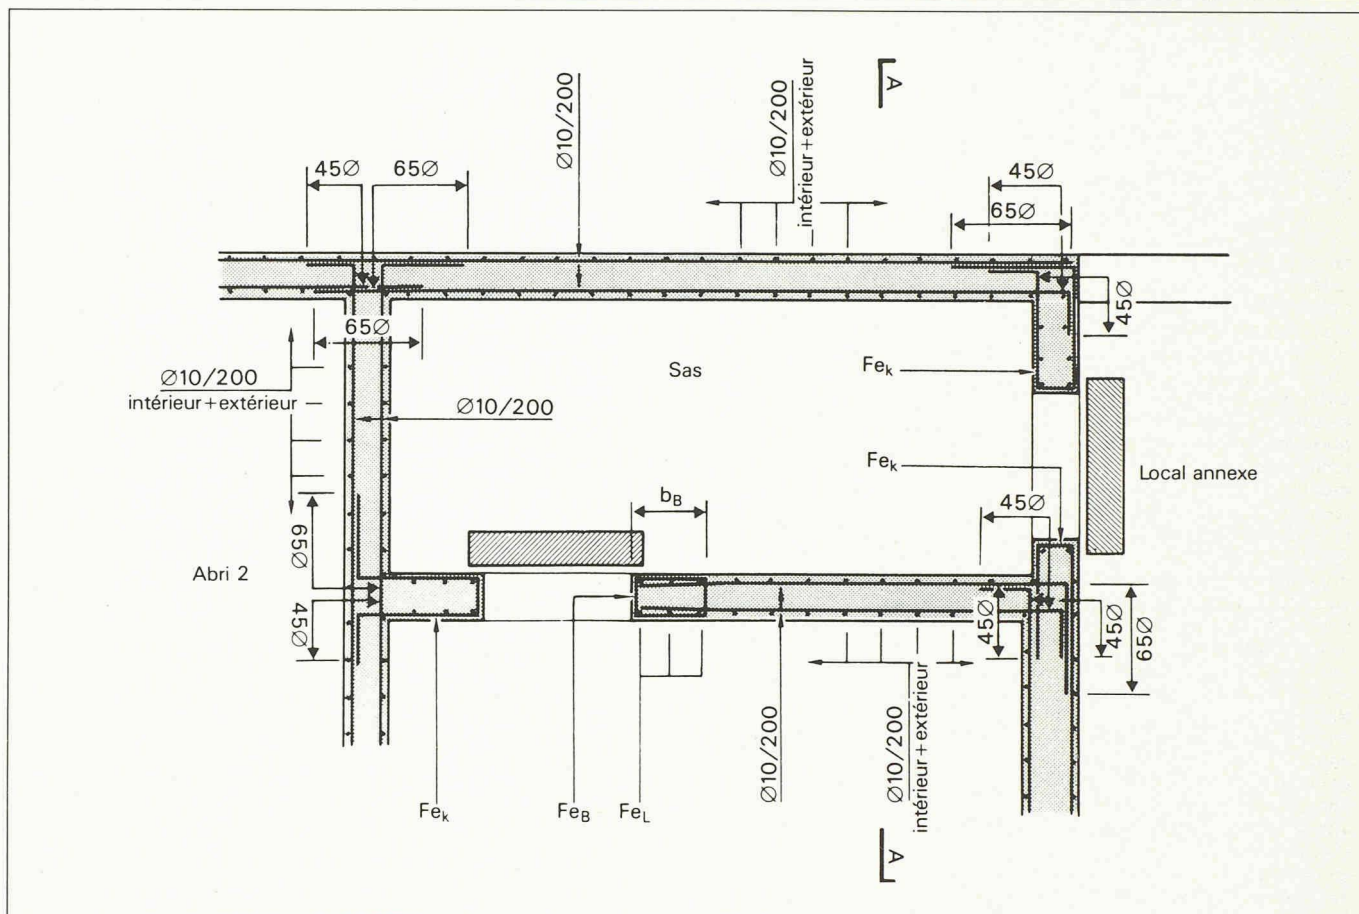 A
Ø10/200
Ø10/200
intérieur+extérieur
45Ø
65Ø
45Ø
65Ø
45Ø
65Ø
Ø10/200
intérieur+extérieur
Ø10/200
Sas
Fek
Fek
Local annexe
bB
45Ø
65Ø
Abri 2
45Ø
45Ø
45Ø
65Ø
Ø10/200
Ø10/200
intérieur+extérieur
Fek
FeB
FeL
A